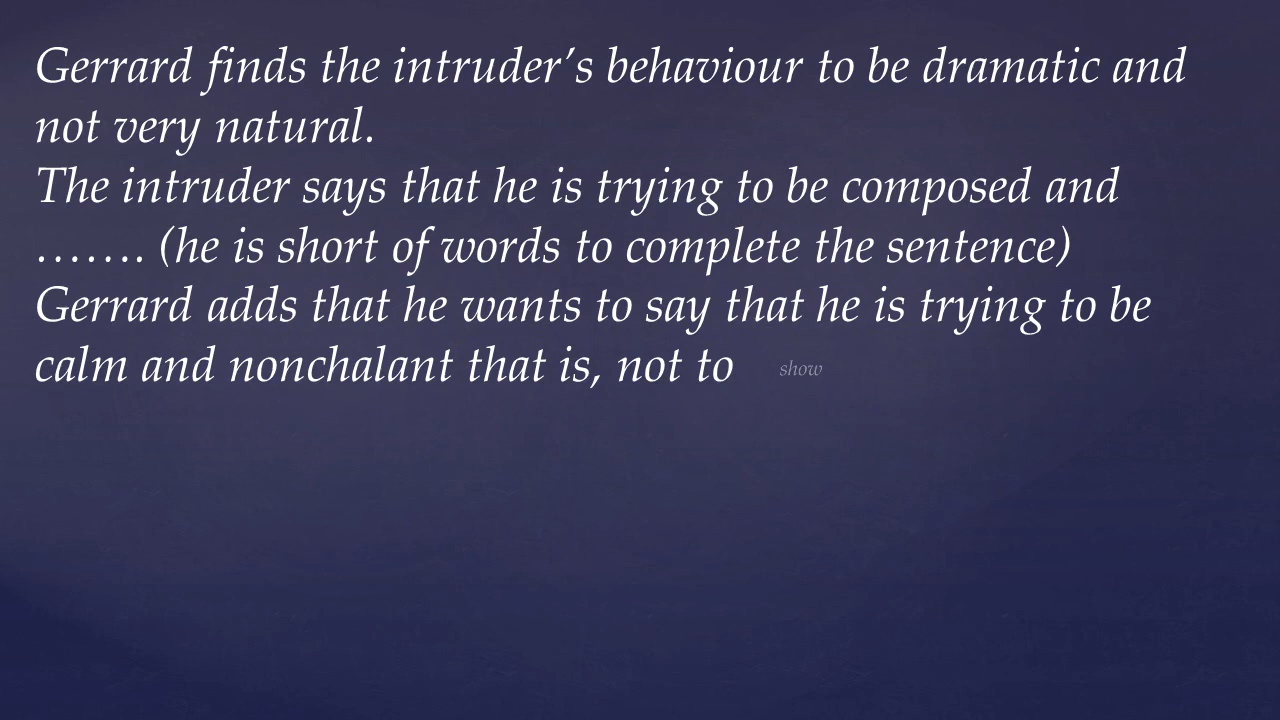 Gerrard finds the intruder’s behaviour to be dramatic and
not very natural.
The intruder says that he is trying to be composed and
……. (he is short of words to complete the sentence)
Gerrard adds that he wants to say that he is trying to be
calm and nonchalant that is, not to show